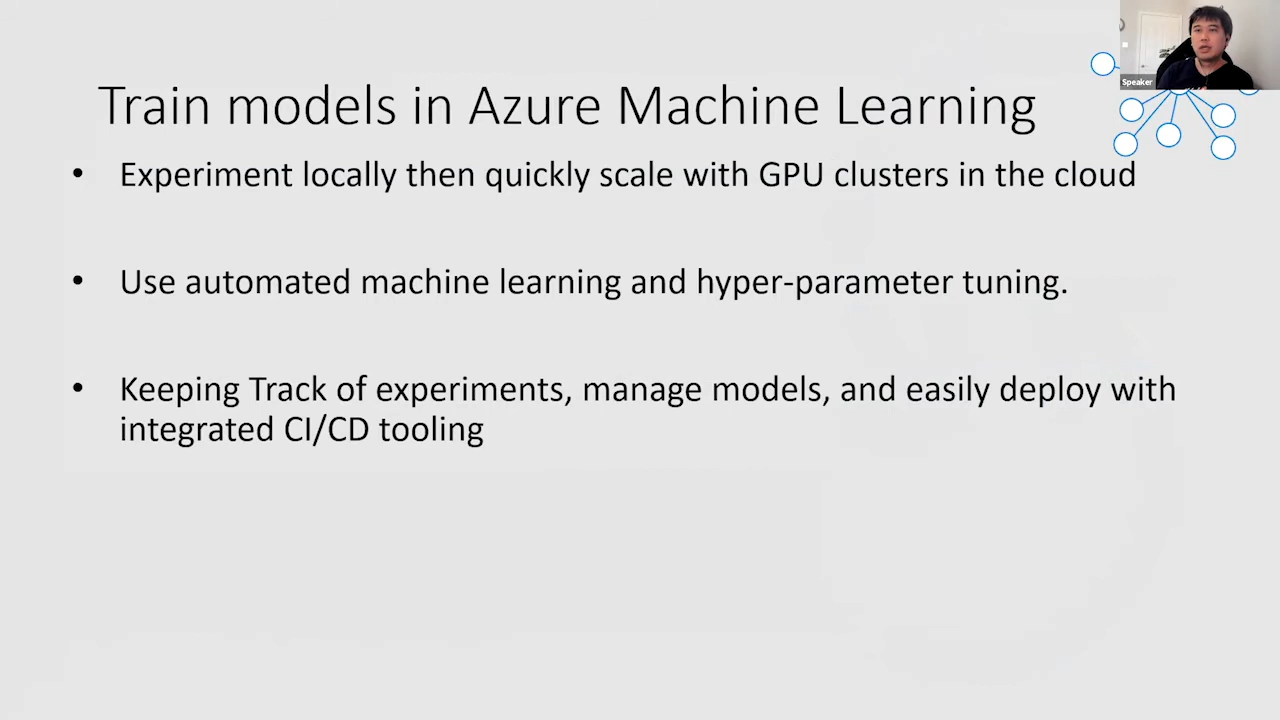 Train models in Azure Machine Learning
• Experiment locally then quickly scale with GPU clusters in the cloud
• Use automated machine learning and hyper-parameter tuning.
• Keeping Track of experiments, manage models, and easily deploy with
integrated CI/CD tooling
Speaker